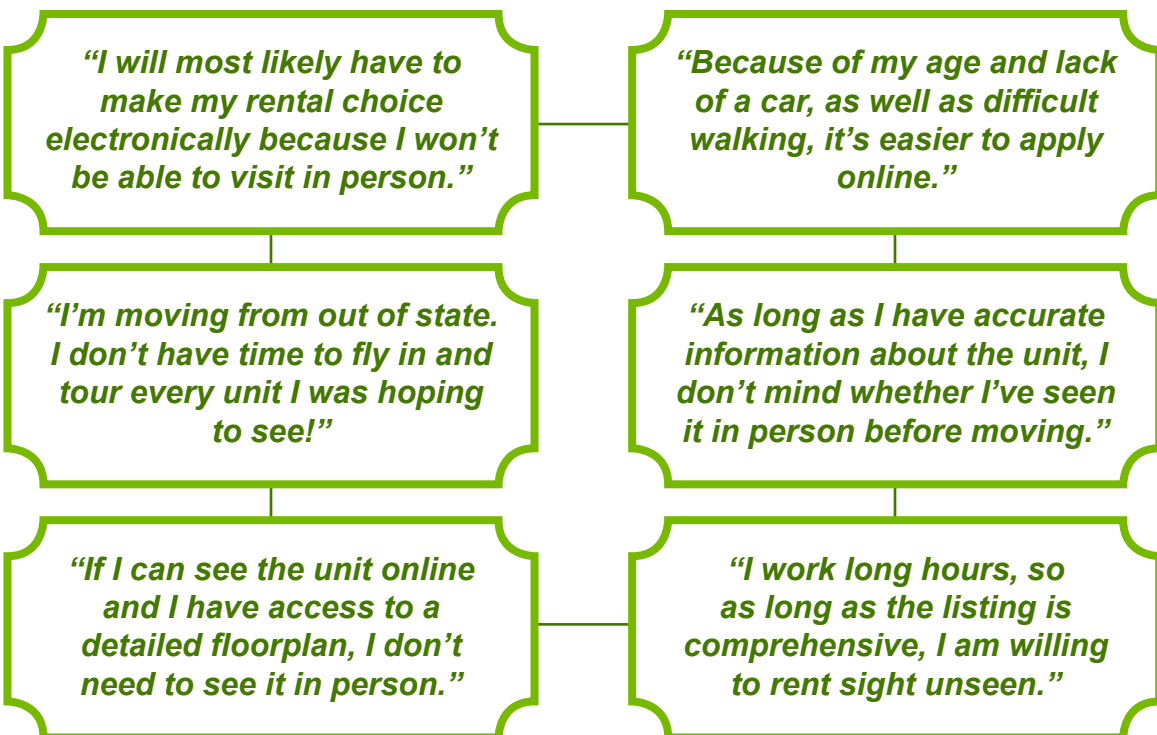 “I will most likely have to
make my rental choice
electronically because I won’t
be able to visit in person.”
“Because of my age and lack
of a car, as well as difficult
walking, it’s easier to apply
online.”
“I’m moving from out of state.
I don’t have time to fly in and
tour every unit I was hoping
to see!”
“As long as I have accurate
information about the unit, I
don’t mind whether I’ve seen
it in person before moving.”
“If I can see the unit online
and I have access to a
detailed floorplan, I don’t
need to see it in person.”
“I work long hours, so
as long as the listing is
comprehensive, I am willing
to rent sight unseen.”